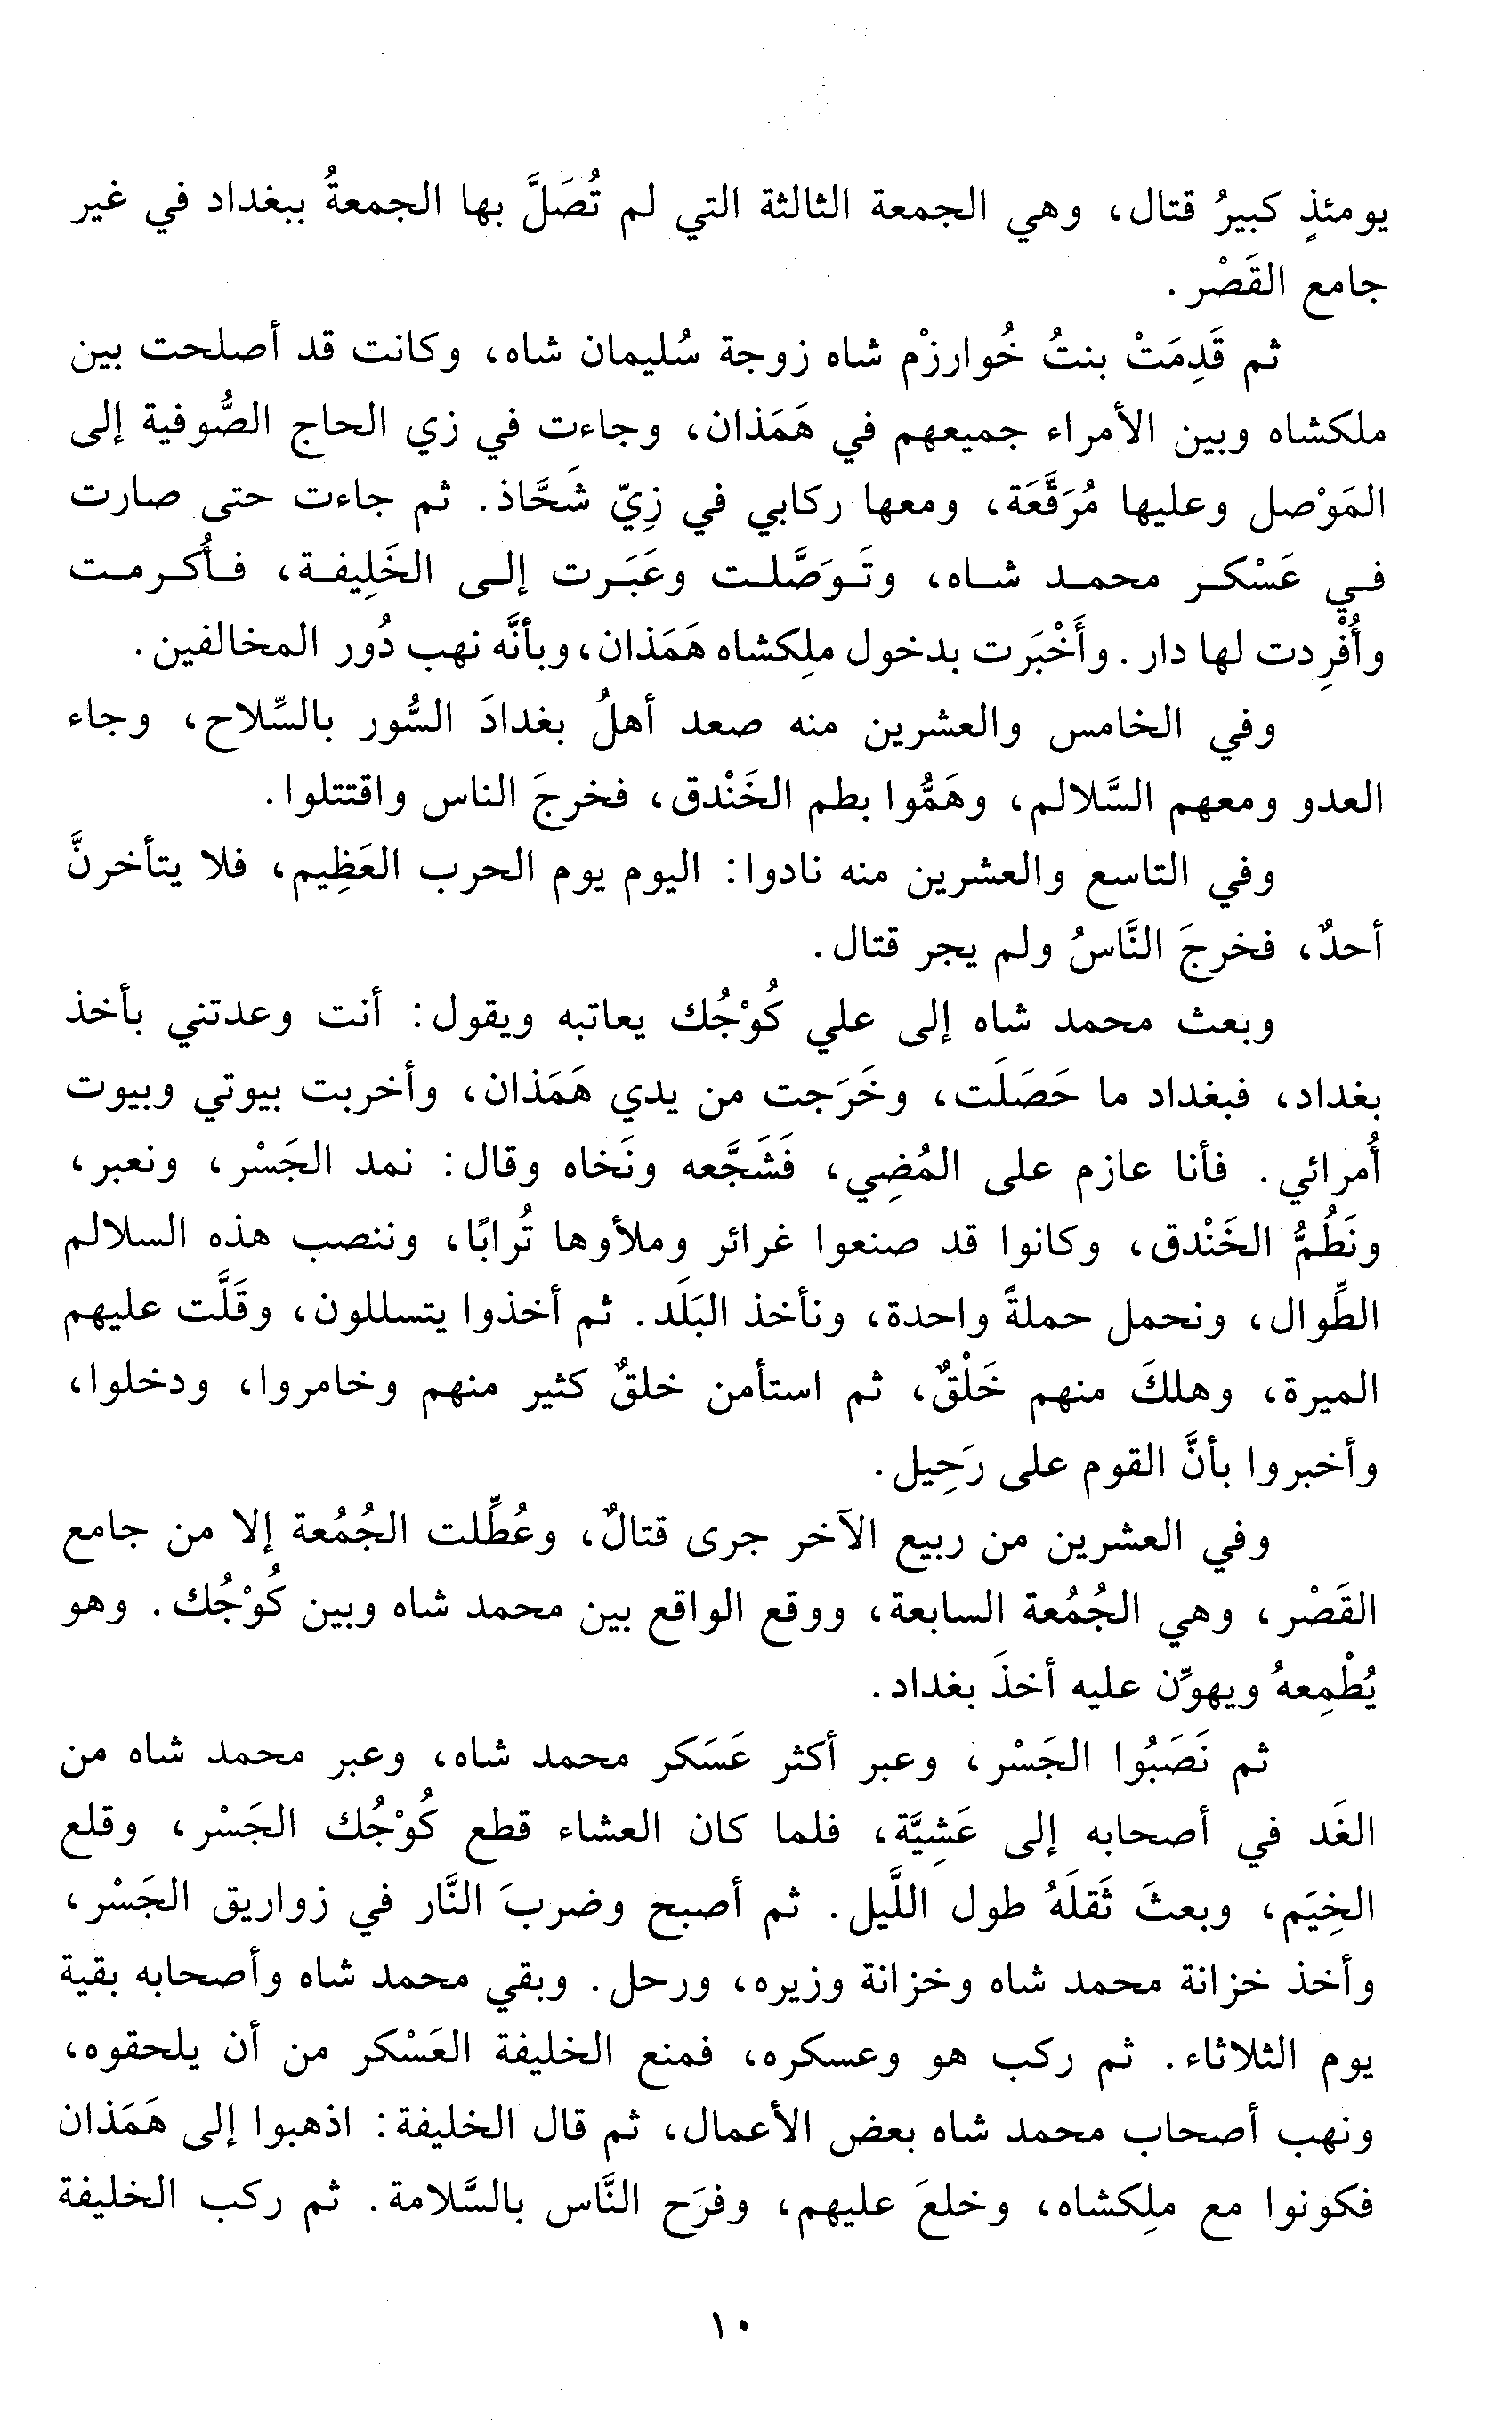 يومئذٍ كبيرُ قتال، وهي الجمعة الثالثة التي لم تُصَلَّ بها الجمعةُ ببغداد في غير
جامع القَصْر.
ثم قَدِمَتْ بنتُ خُوارزْم شاه زوجة سُليمان شاه، وكانت قد أصلحت بين
ملكشاه وبين الأمراء جميعهم في هَمَذان، وجاءت في زي الحاج الصُّوفية إلى
المَوْصل وعليها مُرَقَّعَة، ومعها ركابي في زِيّ شَحَّاذ. ثم جاءت حتى صارت
في عَسْكر محمد شاه، وتَوَصَّلت وعَبَرت إلى الخَلِيفة، فأُكرمت
وأُفْرِدت لها دار. وأَخْبَرت بدخول ملِكشاه هَمَذان، وبأنَّه نهب دُور المخالفين.
وفي الخامس والعشرين منه صعد أهلُ بغدادَ السُّور بالسِّلاح، وجاء
العدو ومعهم السَّلالم، وهَمُّوا بطم الخَنْدق، فخرجَ الناس واقتتلوا.
وفي التاسع والعشرين منه نادوا: اليوم يوم الحرب العَظِيم، فلا يتأخرنَّ
أحدٌ، فخرجَ النَّاسُ ولم يجر قتال.
وبعث محمد شاه إلى علي كُوْجُك يعاتبه ويقول: أنت وعدتني بأخذ
بغداد، فبغداد ما حَصَلَت، وخَرَجت من يدي هَمَذان، وأخربت بيوتي وبيوت
أُمرائي. فأنا عازم على المُضِي، فَشَجَّعه ونَخاه وقال: نمد الجَسْر، ونعبر،
ونَطُمُّ الخَنْدق، وكانوا قد صنعوا غرائر وملأوها تُرابًا، وننصب هذه السلالم
الطِّوال، ونحمل حملةً واحدة، ونأخذ البَلَد. ثم أخذوا يتسللون، وقَلَّت عليهم
الميرة، وهلكَ منهم خَلْقٌ، ثم استأمن خلقٌ كثير منهم وخامروا، ودخلوا،
وأخبروا بأنَّ القوم على رَحِيل.
وفي العشرين من ربيع الآخر جرى قتالٌ، وعُطِّلت الجُمُعة إلا من جامع
القَصْر، وهي الجُمُعة السابعة، ووقع الواقع بين محمد شاه وبين كُوْجُك. وهو
يُطْمِعهُ ويهوِّن عليه أخذَ بغداد.
ثم نَصَبُوا الجَسْر، وعبر أكثر عَسَكر محمد شاه، وعبر محمد شاه من
الغَد في أصحابه إلى عَشِيَّة، فلما كان العشاء قطع كُوْجُك الجَسْر، وقلع
الخِيَم، وبعثَ ثَقلَهُ طول اللَّيل. ثم أصبح وضربَ النَّار في زواريق الجَسْر،
وأخذ خزانة محمد شاه وخزانة وزيره، ورحل. وبقي محمد شاه وأصحابه بقية
يوم الثلاثاء. ثم ركب هو وعسكره، فمنع الخليفة العَسْكر من أن يلحقوه،
ونهب أصحاب محمد شاه بعض الأعمال، ثم قال الخليفة: اذهبوا إلى هَمَذان
فكونوا مع ملِكشاه، وخلعَ عليهم، وفرَح النَّاس بالسَّلامة. ثم ركب الخليفة
١٠